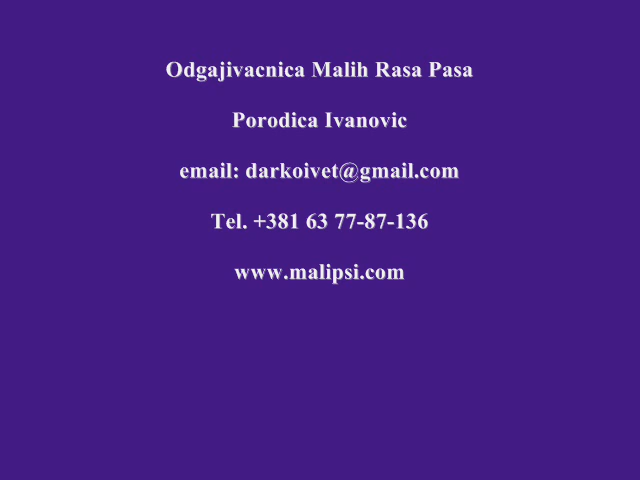 Odgajivacnica Malih Rasa Pasa
Porodica Ivanovic
email: darkoivet@gmail.com
Tel. +381 63 77-87-136
www.malipsi.com